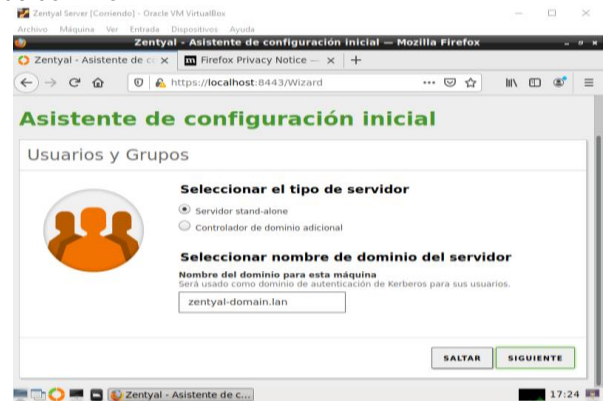 Zentyal Server [Corriendo] - Oracle VM VirtualBox
Archivo Máquina Ver Entrada Dispositivos Ayuda
Zentyal - Asistente de configuración inicial — Mozilla Firefox
Zentyal - Asistente de co
Firefox Privacy Notice —
https://localhost:8443/Wizard
Asistente de configuración inicial
Usuarios y Grupos
Seleccionar el tipo de servidor
Servidor stand-alone
Controlador de dominio adicional
Seleccionar nombre de dominio del servidor
Nombre del dominio para esta máquina
Será usado como dominio de autenticación de Kerberos para sus usuarios.
zentyal-domain.lan
SALTAR SIGUIENTE
Zentyal - Asistente de c... 17:24